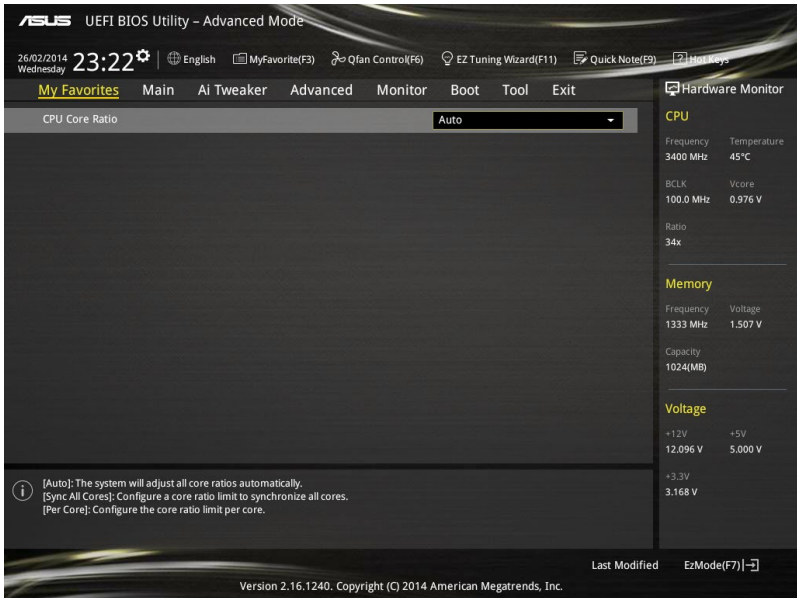 ASUS UEFI BIOS Utility – Advanced Mode
26/02/2014
Wednesday
23:22
English
MyFavorite(F3)
Qfan Control(F6)
EZ Tuning Wizard(F11)
Quick Note(F9)
Hot Keys
My Favorites Main Ai Tweaker Advanced Monitor Boot Tool Exit
CPU Core Ratio
Auto
[Auto]: The system will adjust all core ratios automatically.
[Sync All Cores]: Configure a core ratio limit to synchronize all cores.
[Per Core]: Configure the core ratio limit per core.
Hardware Monitor
CPU
Frequency Temperature
3400 MHz 45°C
BCLK Vcore
100.0 MHz 0.976 V
Ratio
34x
Memory
Frequency Voltage
1333 MHz 1.507 V
Capacity
1024(MB)
Voltage
+12V +5V
12.096 V 5.000 V
+3.3V
3.168 V
Last Modified
EzMode(F7)
Version 2.16.1240. Copyright (C) 2014 American Megatrends, Inc.